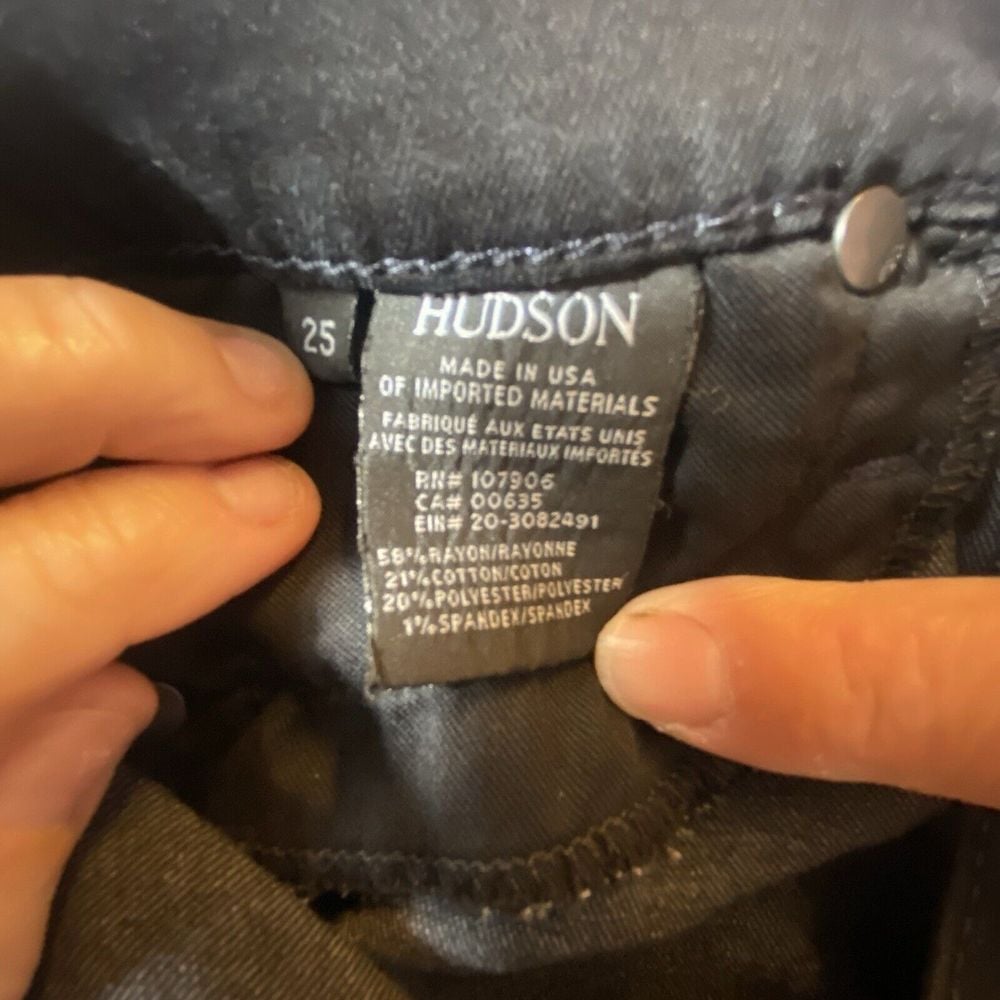 25
HUDSON
MADE IN USA
OF IMPORTED MATERIALS
FABRIQUÉ AUX ETATS UNIS
AVEC DES MATERIAUX IMFORTÉS
RN# 107906
CA# 00635
EIN# 20-3082491
58% RAYON/RAYONNE
21% COTTON/COTON
20% POLYESTER/POLYESTER
1% SPANDEX/SPANDEX